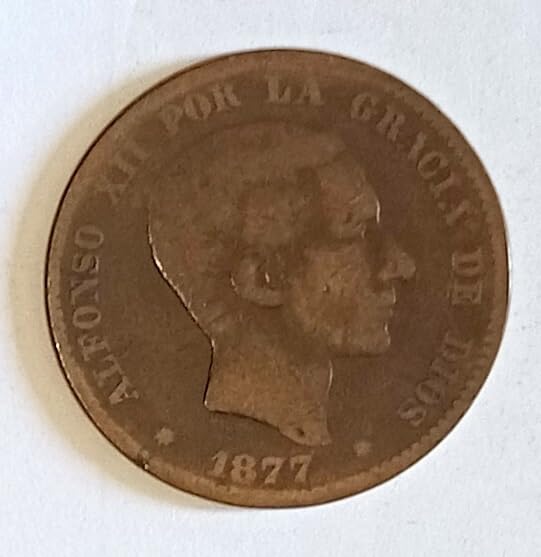 ALFONSO XII POR LA GRACIA DE DIOS
1877